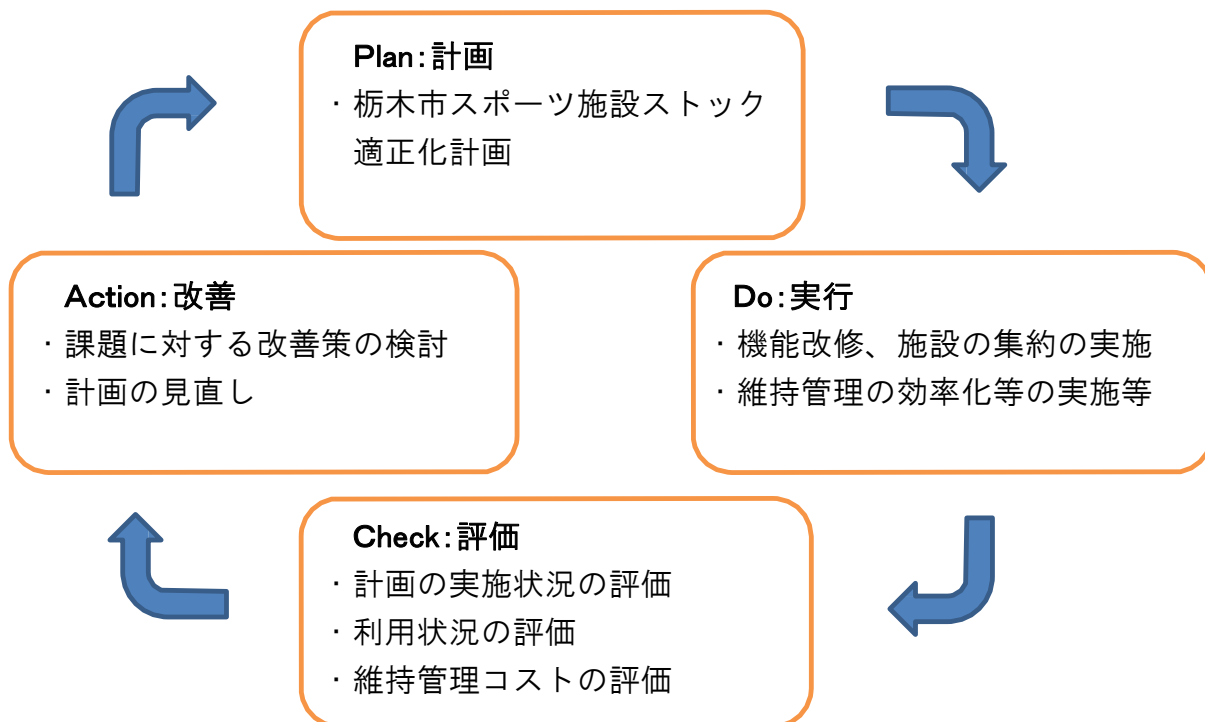 Plan:計画
・栃木市スポーツ施設ストック
適正化計画
Action:改善
・課題に対する改善策の検討
・計画の見直し
Do:実行
・機能改修、施設の集約の実施
・維持管理の効率化等の実施等
Check:評価
・計画の実施状況の評価
・利用状況の評価
・維持管理コストの評価